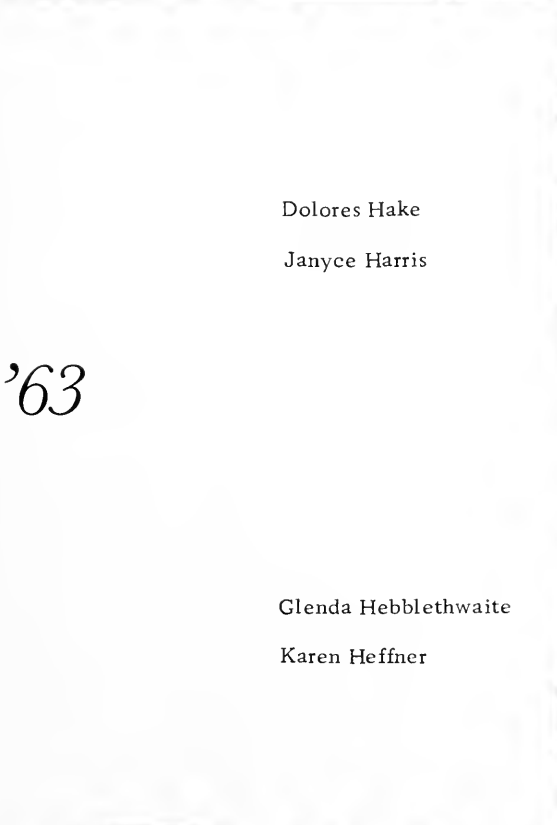 Dolores Hake
Janyce Harris
’63
Glenda Hebblethwaite
Karen Heffner